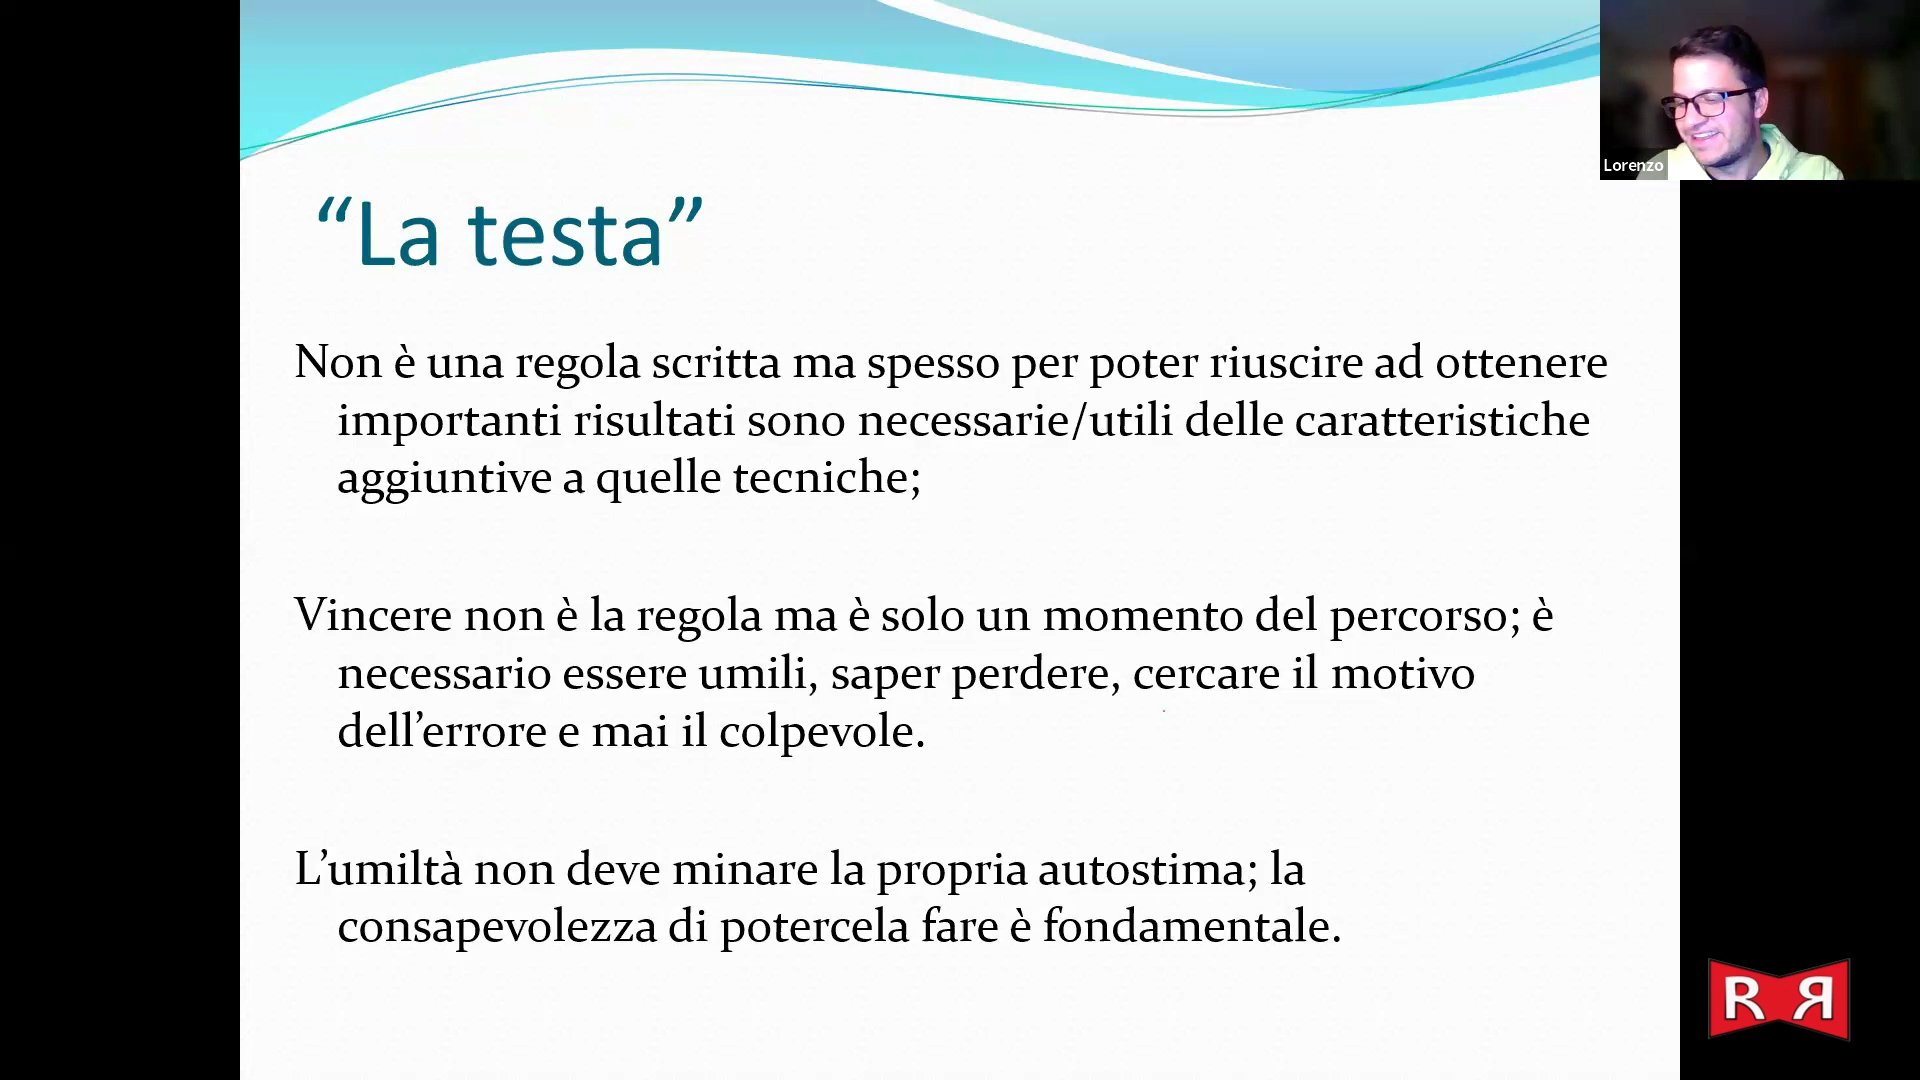 Lorenzo
“La testa”
Non è una regola scritta ma spesso per poter riuscire ad ottenere
importanti risultati sono necessarie/utili delle caratteristiche
aggiuntive a quelle tecniche;
Vincere non è la regola ma è solo un momento del percorso; è
necessario essere umili, saper perdere, cercare il motivo
dell’errore e mai il colpevole.
L’umiltà non deve minare la propria autostima; la
consapevolezza di potercela fare è fondamentale.
R R